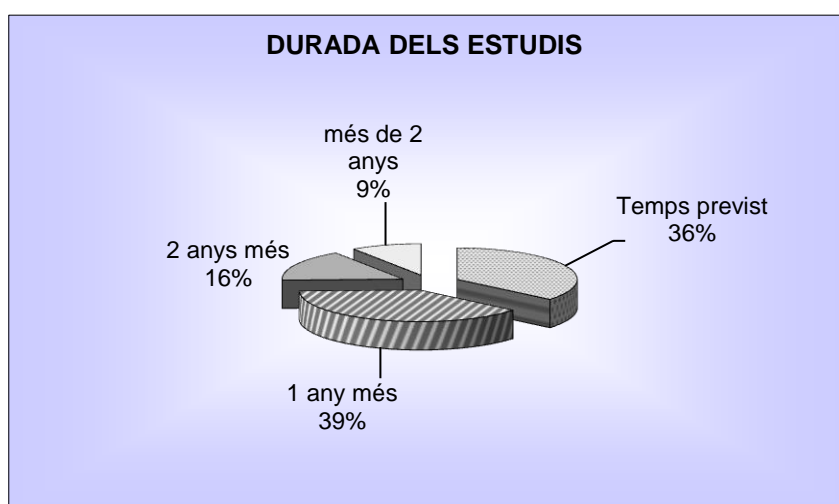 DURADA DELS ESTUDIS
més de 2
anys
9%
Temps previst
36%
2 anys més
16%
1 any més
39%